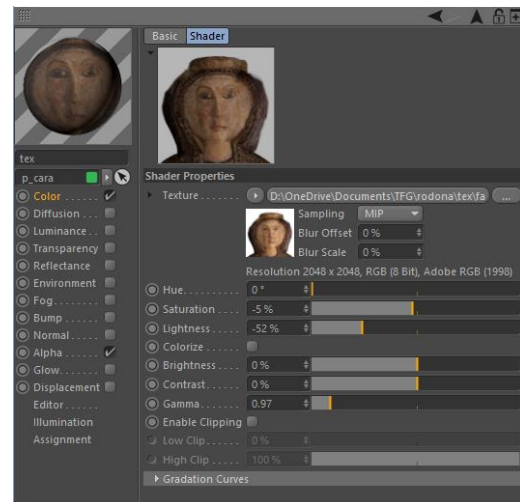 Basic Shader
tex
p_cara
Color ......
Diffusion ...
Luminance ..
Transparency
Reflectance
Environment
Fog........
Bump ......
Normal.....
Alpha ......
Glow.......
Displacement
Editor......
Illumination
Assignment
Shader Properties
Texture....... D:\OneDrive\Documents\TFG\rodona\tex\fa ...
Sampling MIP
Blur Offset 0 %
Blur Scale 0 %
Resolution 2048 x 2048, RGB (8 Bit), Adobe RGB (1998)
Hue......... 0 °
Saturation .... -5 %
Lightness..... -52 %
Colorize ......
Brightness.... 0 %
Contrast...... 0 %
Gamma....... 0.97
Enable Clipping
Low Clip..... 0 %
High Clip .... 100 %
Gradation Curves